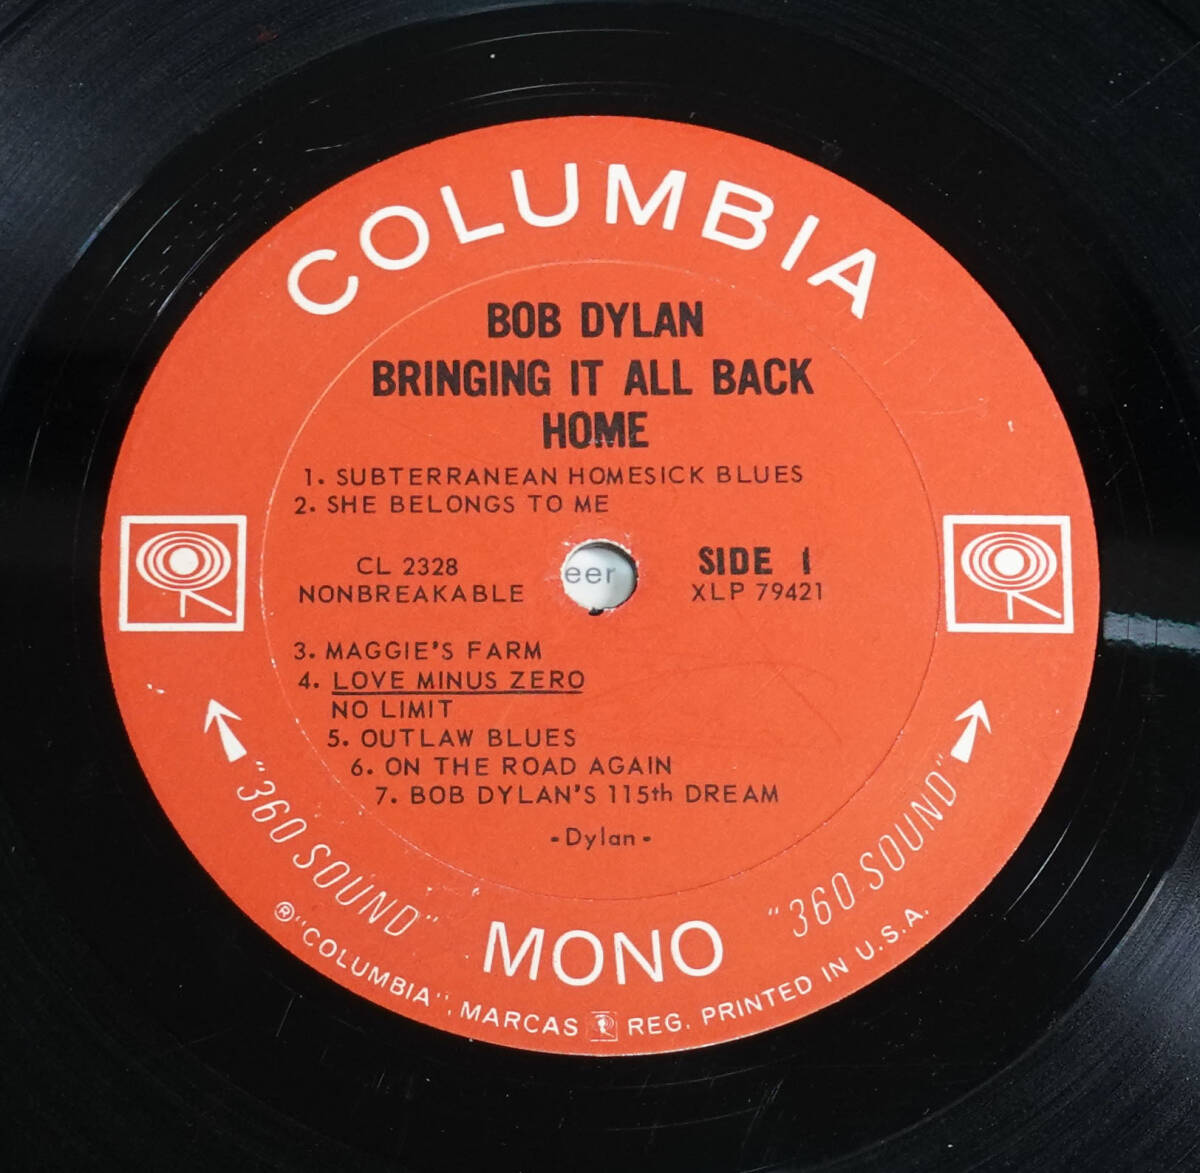 COLUMBIA
BOB DYLAN
BRINGING IT ALL BACK
HOME
1. SUBTERRANEAN HOMESICK BLUES
2. SHE BELONGS TO ME
CL 2328
NONBREAKABLE
eer
SIDE 1
XLP 79421
3. MAGGIE'S FARM
4. LOVE MINUS ZERO
NO LIMIT
5. OUTLAW BLUES
6. ON THE ROAD AGAIN
7. BOB DYLAN'S 115th DREAM
-Dylan-
"360 SOUND"
MONO
"360 SOUND"
®"COLUMBIA", MARCAS REG. PRINTED IN U.S.A.